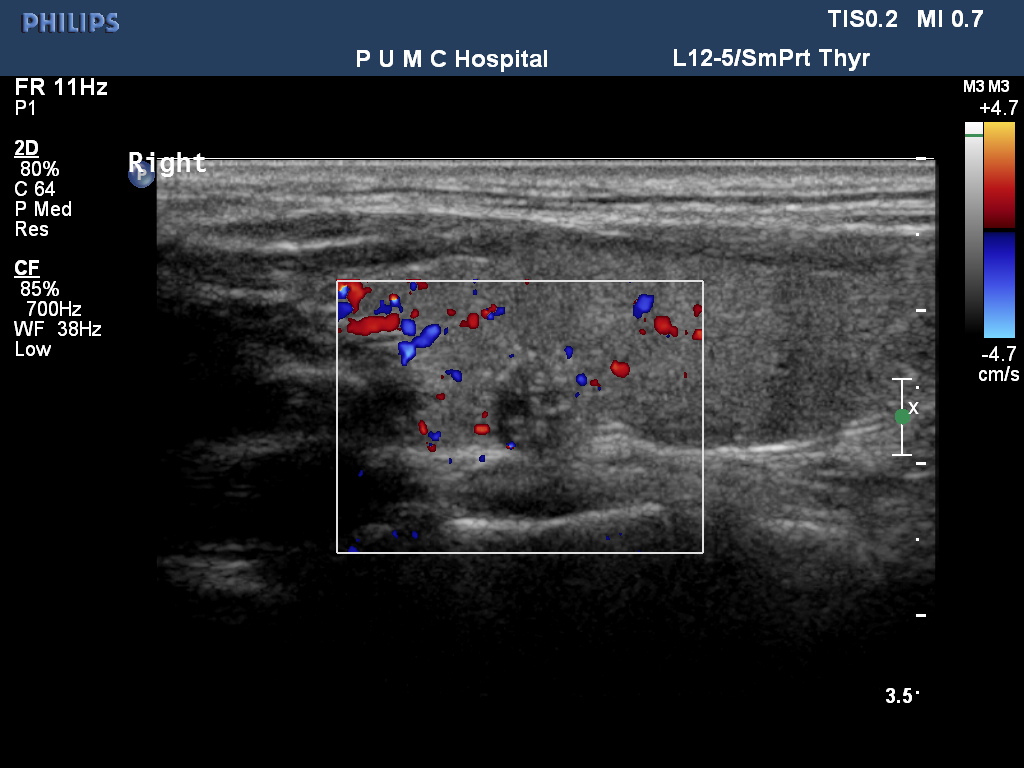 PHILIPS
TIS0.2 MI 0.7
P U M C Hospital
L12-5/SmPrt Thyr
FR 11Hz
P1
2D
80%
C 64
P Med
Res
CF
85%
700Hz
WF 38Hz
Low
Right
P
M3 M3
+4.7
-4.7
cm/s
x
3.5